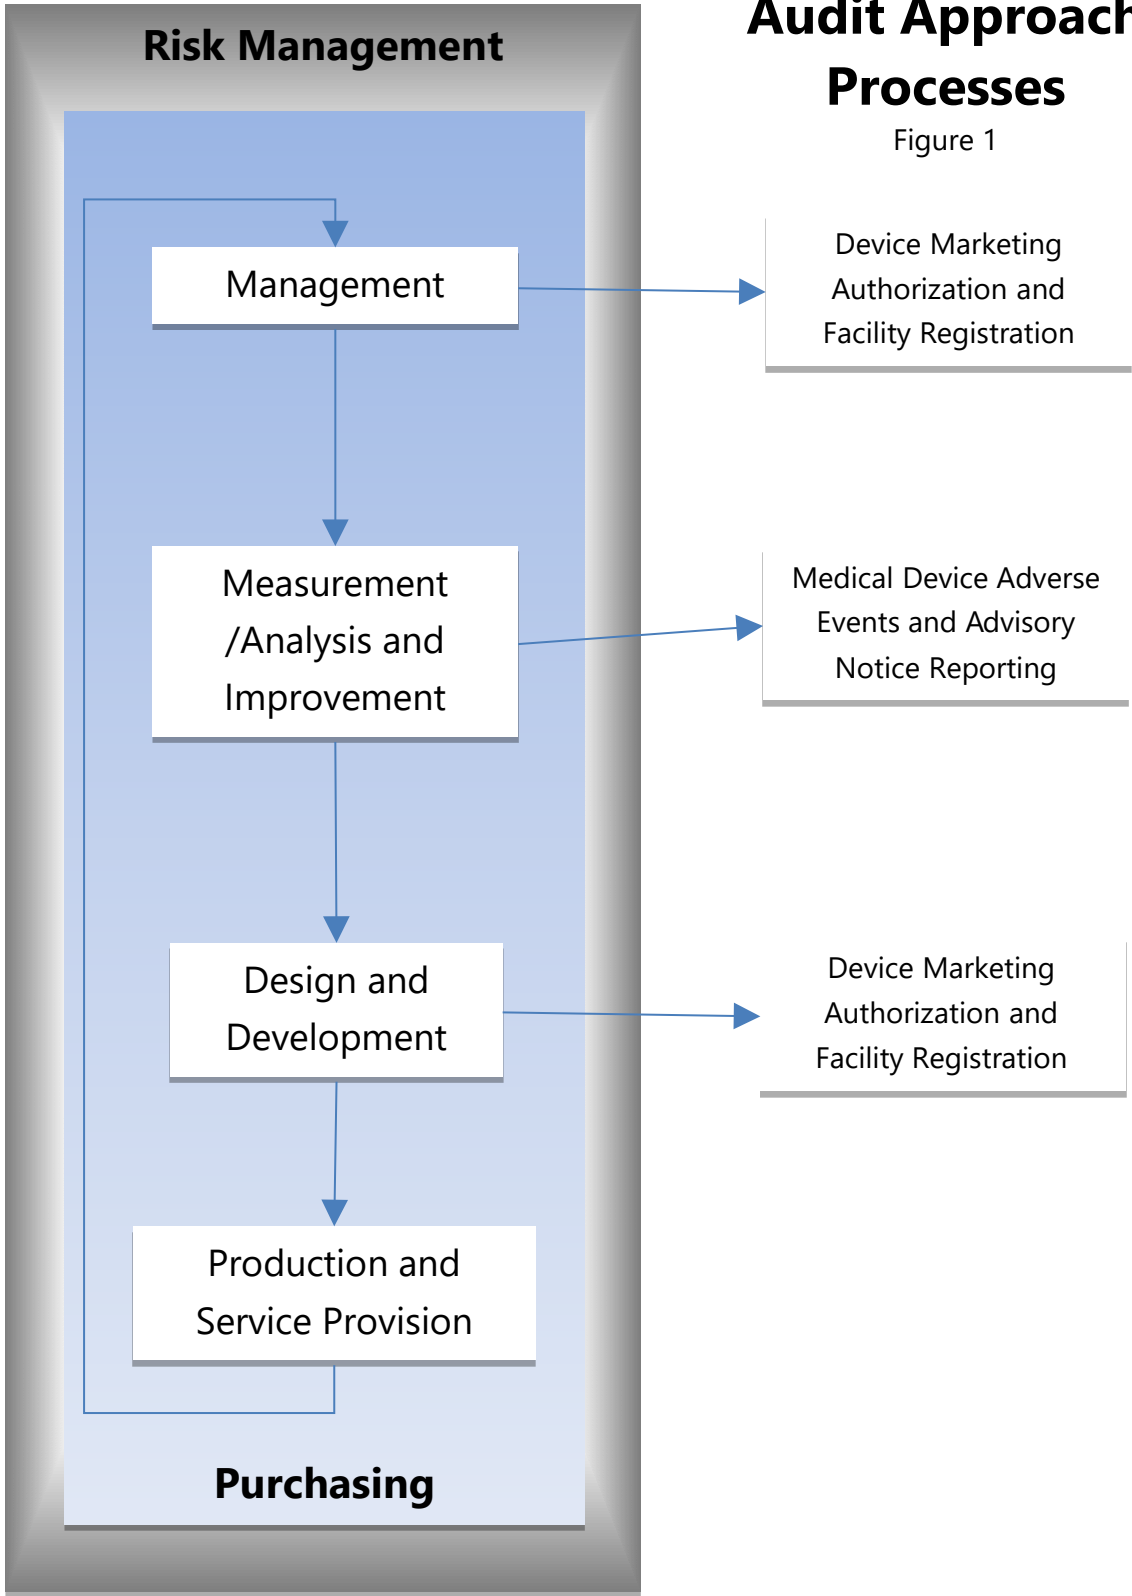 Risk Management
Audit Approach
Processes
Figure 1
Management
Device Marketing
Authorization and
Facility Registration
Measurement
/Analysis and
Improvement
Medical Device Adverse
Events and Advisory
Notice Reporting
Design and
Development
Device Marketing
Authorization and
Facility Registration
Production and
Service Provision
Purchasing